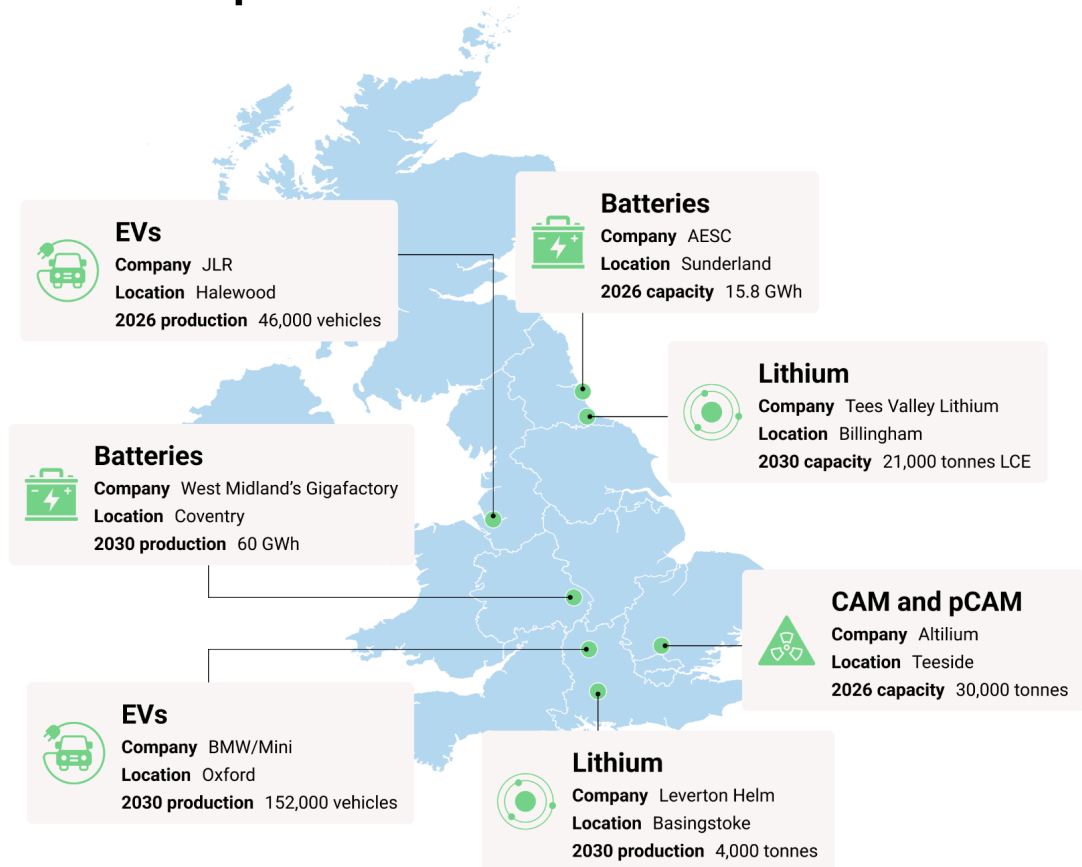 EVs
Company JLR
Location Halewood
2026 production 46,000 vehicles
Batteries
Company AESC
Location Sunderland
2026 capacity 15.8 GWh
Lithium
Company Tees Valley Lithium
Location Billingham
2030 capacity 21,000 tonnes LCE
Batteries
Company West Midland’s Gigafactory
Location Coventry
2030 production 60 GWh
CAM and pCAM
Company Altilium
Location Teeside
2026 capacity 30,000 tonnes
EVs
Company BMW/Mini
Location Oxford
2030 production 152,000 vehicles
Lithium
Company Leverton Helm
Location Basingstoke
2030 production 4,000 tonnes